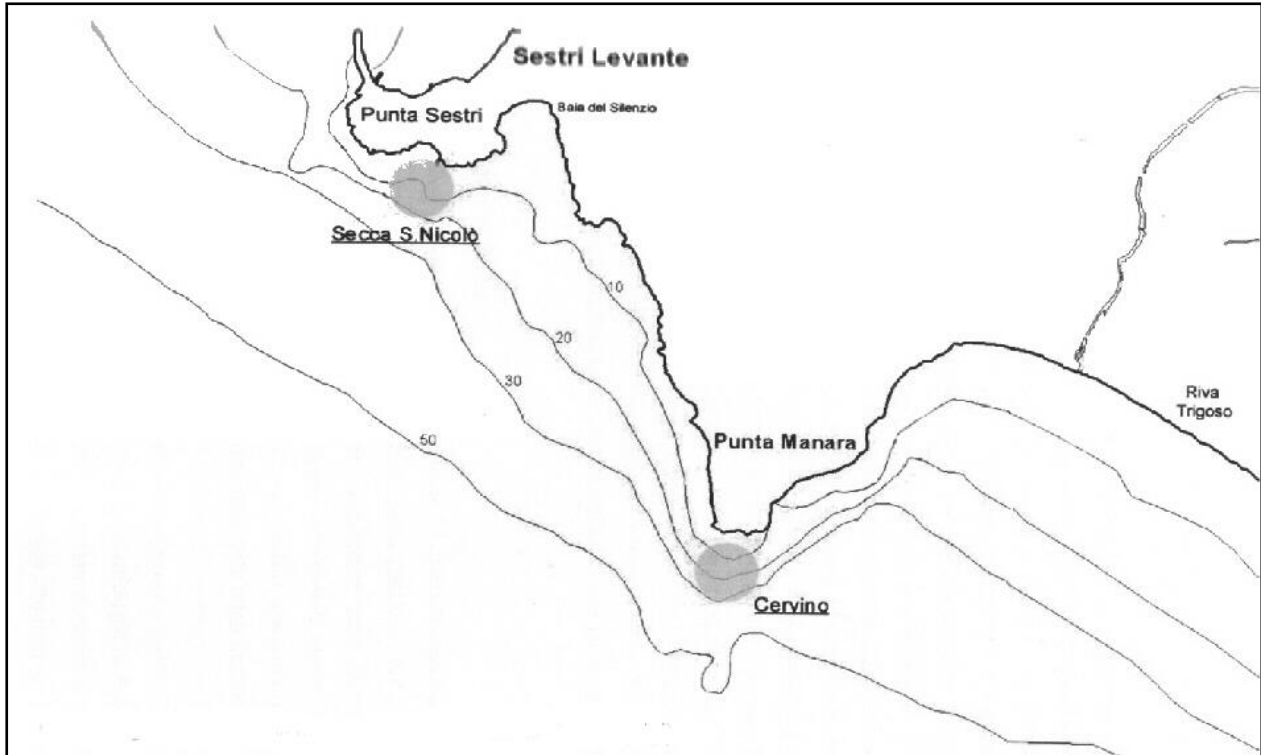 Sestri Levante
Punta Sestri
Baia del Silenzio
Secca S.Nicolò
10
20
30
50
Punta Manara
Riva
Trigoso
Cervino